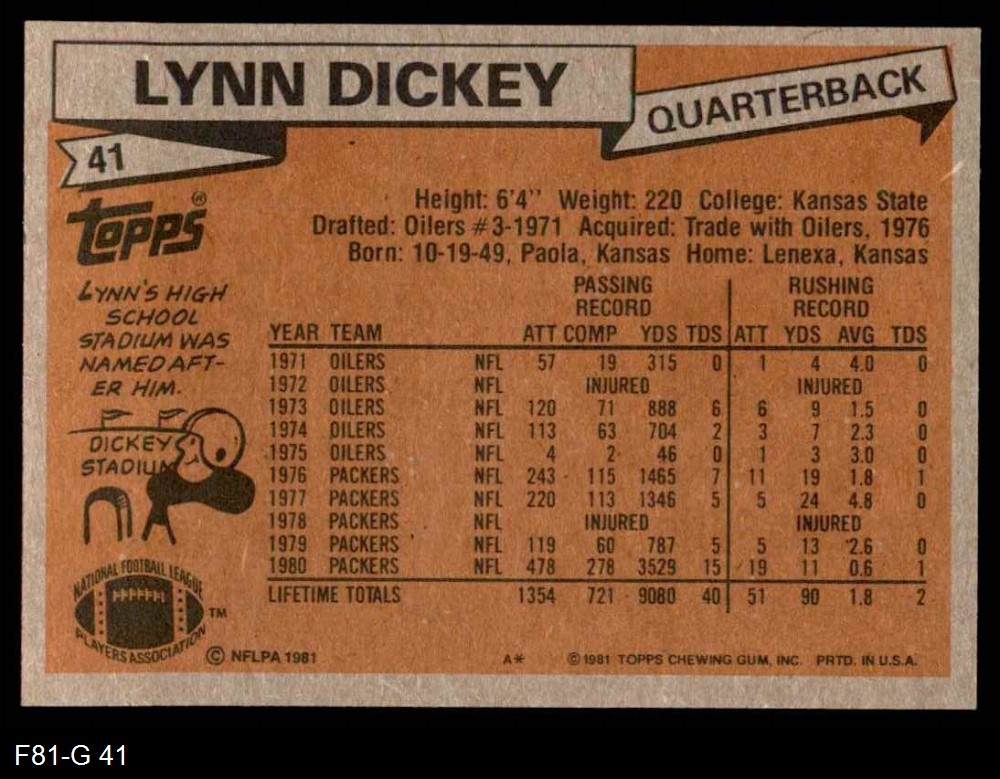 LYNN DICKEY
QUARTERBACK
41
TOPPS®
Height: 6'4'' Weight: 220 College: Kansas State
Drafted: Oilers #3-1971 Acquired: Trade with Oilers, 1976
Born: 10-19-49, Paola, Kansas Home: Lenexa, Kansas
LYNN'S HIGH
SCHOOL
STADIUM WAS
NAMED AFT-
ER HIM.
DICKEY
STADIUM
PASSING RUSHING
RECORD RECORD
YEAR TEAM ATT COMP YDS TDS ATT YDS AVG TDS
1971 OILERS NFL 57 19 315 0 1 4 4.0 0
1972 OILERS NFL INJURED INJURED
1973 OILERS NFL 120 71 888 6 6 9 1.5 0
1974 OILERS NFL 113 63 704 2 3 7 2.3 0
1975 OILERS NFL 4 2 46 0 1 3 3.0 0
1976 PACKERS NFL 243 115 1465 7 11 19 1.8 1
1977 PACKERS NFL 220 113 1346 5 5 24 4.8 0
1978 PACKERS NFL INJURED INJURED
1979 PACKERS NFL 119 60 787 5 5 13 2.6 0
1980 PACKERS NFL 478 278 3529 15 19 11 0.6 1
LIFETIME TOTALS 1354 721 9080 40 51 90 1.8 2
NATIONAL FOOTBALL LEAGUE
PLAYERS ASSOCIATION
TM
© NFLPA 1981 A* © 1981 TOPPS CHEWING GUM, INC. PRTD. IN U.S.A.
F81-G 41